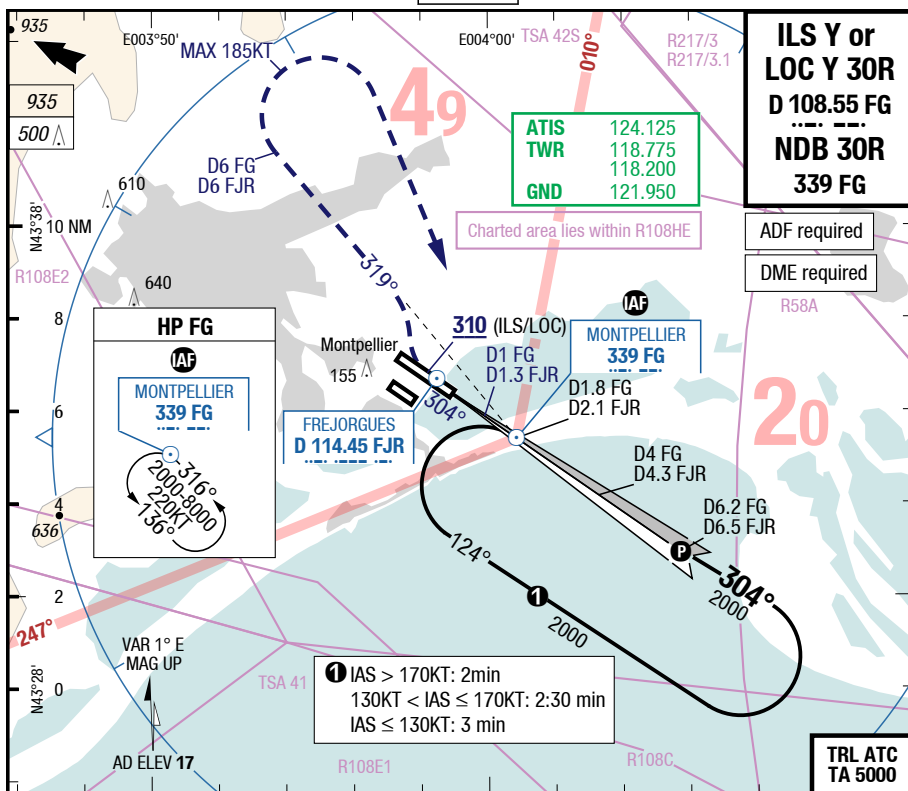 935
E003°50'
MAX 185KT
E004°00'
TSA 42S
010°
R217/3
R217/3.1
ILS Y or
LOC Y 30R
D 108.55 FG
NDB 30R
339 FG
935
500
49
ATIS 124.125
TWR 118.775
118.200
GND 121.950
D6 FG
D6 FJR
610
N43°38'
10 NM
Charted area lies within R108HE
ADF required
DME required
R108E2
319°
640
R58A
8
HP FG
IAF
MONTPELLIER
339 FG
316°
2000-8000
220KT
136°
Montpellier
155
310 (ILS/LOC)
D1 FG
D1.3 FJR
IAF
MONTPELLIER
339 FG
304°
D1.8 FG
D2.1 FJR
FREJORGUES
D 114.45 FJR
6
20
D4 FG
D4.3 FJR
4
636
D6.2 FG
D6.5 FJR
P
124°
304°
2000
1
2000
2
247°
VAR 1° E
MAG UP
TSA 41
1 IAS > 170KT: 2min
130KT < IAS ≤ 170KT: 2:30 min
IAS ≤ 130KT: 3 min
N43°28'
0
AD ELEV 17
R108E1
R108C
TRL ATC
TA 5000